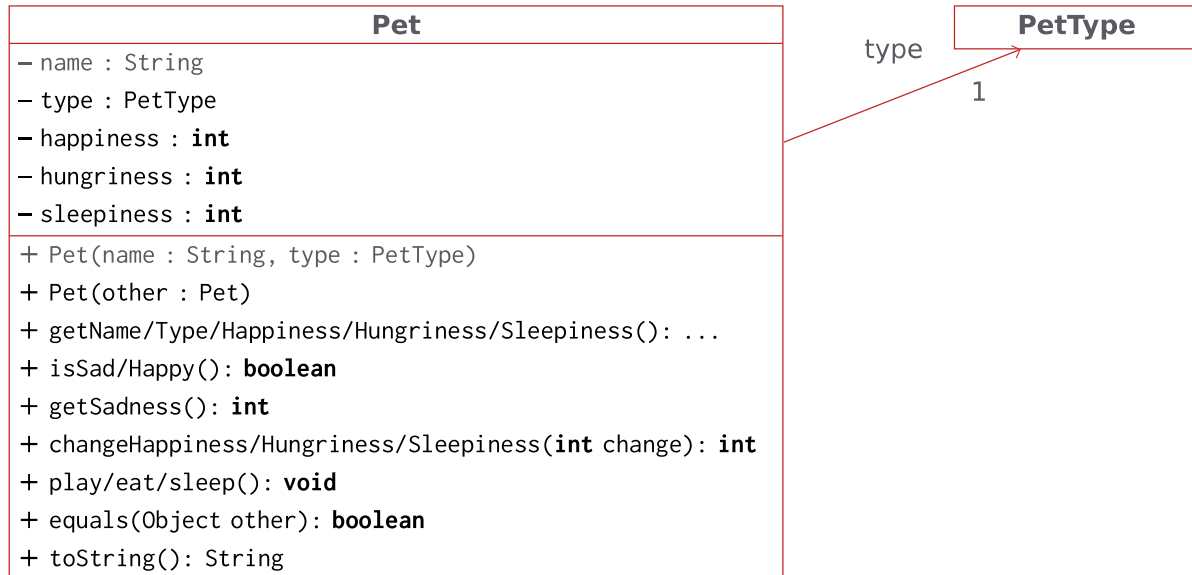 Pet
– name : String
– type : PetType
– happiness : int
– hungriness : int
– sleepiness : int
+ Pet(name : String, type : PetType)
+ Pet(other : Pet)
+ getName/Type/Happiness/Hungriness/Sleepiness(): ...
+ isSad/Happy(): boolean
+ getSadness(): int
+ changeHappiness/Hungriness/Sleepiness(int change): int
+ play/eat/sleep(): void
+ equals(Object other): boolean
+ toString(): String
type
1
PetType